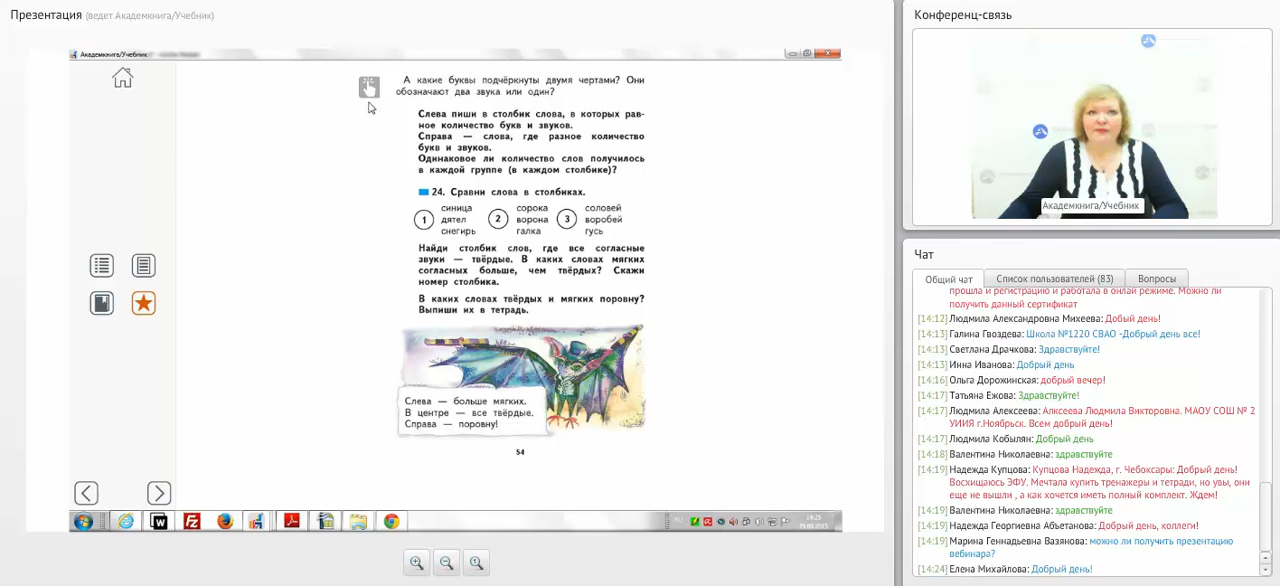 Презентация (ведет Академкнига/Учебник)
Академкнига/Учебник
А какие буквы подчёркнуты двумя чертами? Они
обозначают два звука или один?
Слева пиши в столбик слова, в которых рав-
ное количество букв и звуков.
Справа — слова, где разное количество
букв и звуков.
Одинаковое ли количество слов получилось
в каждой группе (в каждом столбике)?
24. Сравни слова в столбиках.
1 синица дятел снегирь
2 сорока ворона галка
3 соловей воробей гусь
Найди столбик слов, где все согласные
звуки — твёрдые. В каких словах мягких
согласных больше, чем твёрдых? Скажи
номер столбика.
В каких словах твёрдых и мягких поровну?
Выпиши их в тетрадь.
Слева — больше мягких.
В центре — все твёрдые.
Справа — поровну!
54
14:25
Конференц-связь
Академкнига/Учебник
Чат
Общий чат
Список пользователей (83)
Вопросы
прошла и регистрацию и работала в онлай режиме. Можно ли
получить данный сертификат
[14:12] Людмила Александровна Михеева: Добый день!
[14:13] Галина Гвоздева: Школа №1220 СВАО -Добрый день все!
[14:13] Светлана Драчкова: Здравствуйте!
[14:13] Инна Иванова: Добрый день
[14:16] Ольга Дорожинская: добрый вечер!
[14:17] Татьяна Ежова: Здравствуйте!
[14:17] Людмила Алексеева: Алксеева Людмила Викторовна. МАОУ СОШ № 2
УИИЯ г.Ноябрьск. Всем добрый день!
[14:17] Людмила Кобылян: Добрый день
[14:18] Валентина Николаевна: здравствуйте
[14:19] Надежда Купцова: Купцова Надежда, г. Чебоксары: Добрый день!
Восхищаюсь ЭФУ. Мечтала купить тренажеры и тетради, но увы, они
еще не вышли , а как хочется иметь полный комплект. Ждем!
[14:19] Валентина Николаевна: здравствуйте
[14:19] Надежда Георгиевна Абъетанова: Добрый день, коллеги!
[14:19] Марина Геннадьевна Вазянова: можно ли получить презентацию
вебинара?
[14:24] Елена Михайлова: Добрый день!